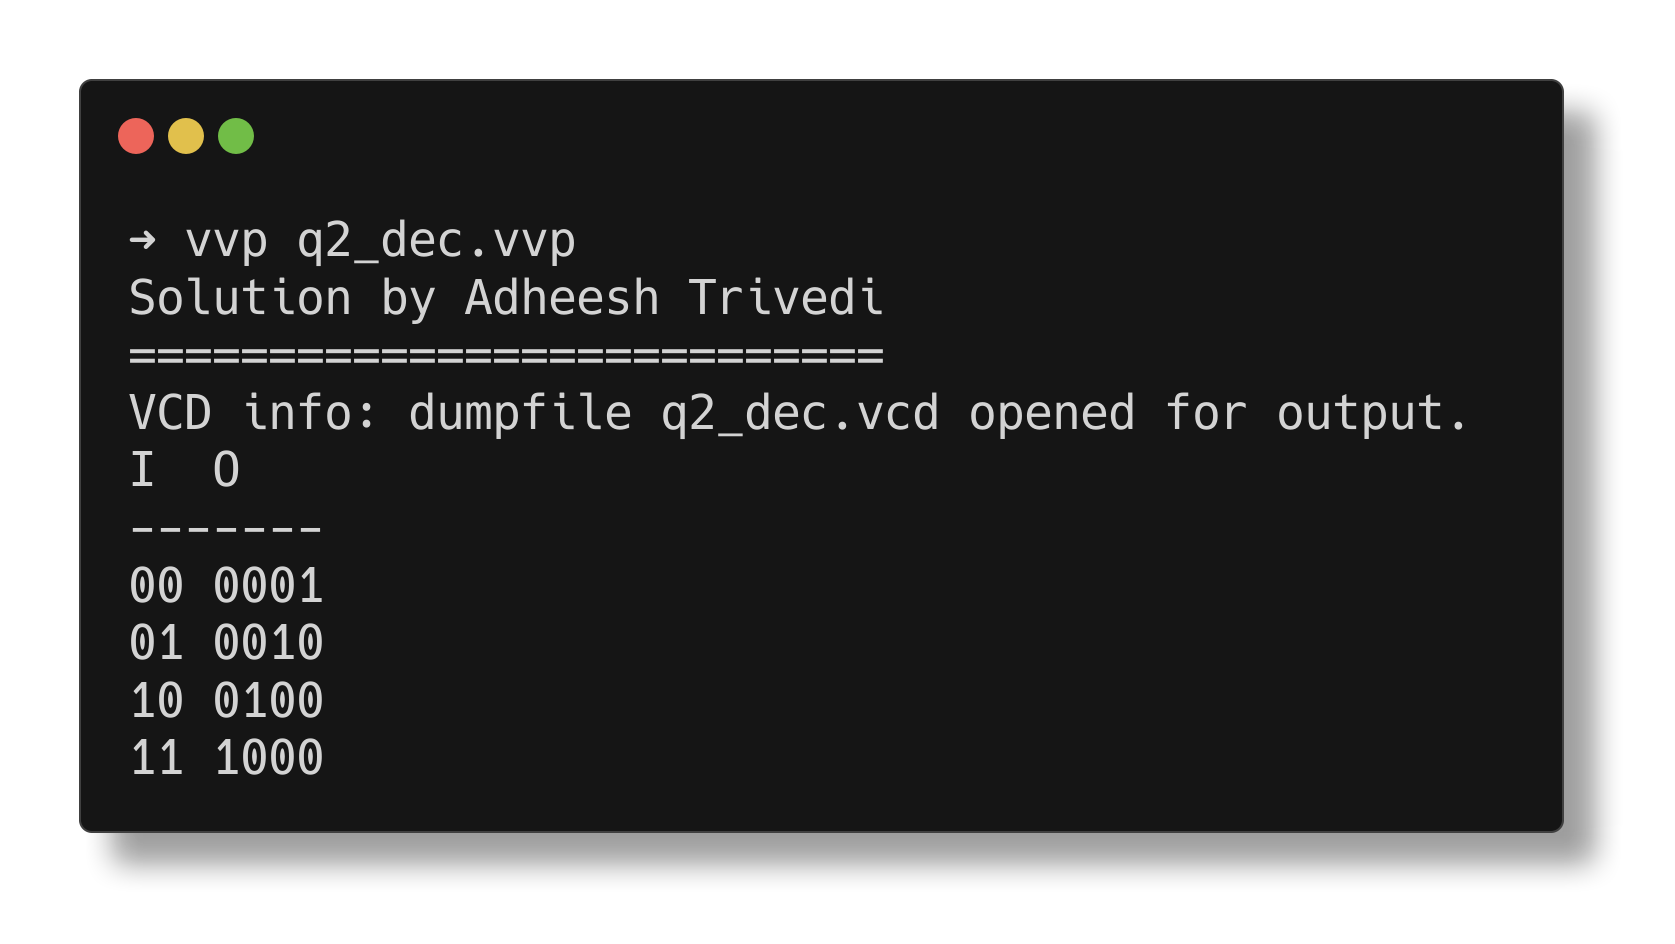 ➜ vvp q2_dec.vvp
Solution by Adheesh Trivedi
===========================
VCD info: dumpfile q2_dec.vcd opened for output.
I  O
-------
00 0001
01 0010
10 0100
11 1000